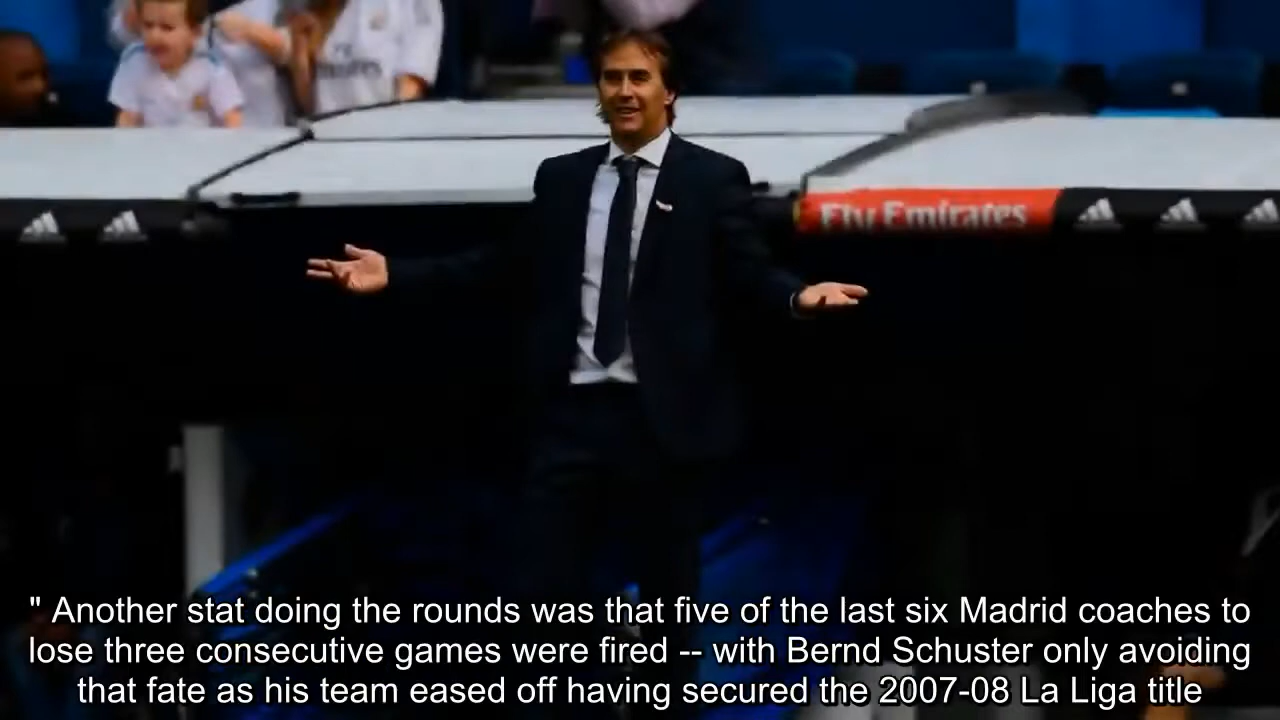 Emirates
Fly Emirates
" Another stat doing the rounds was that five of the last six Madrid coaches to
lose three consecutive games were fired -- with Bernd Schuster only avoiding
that fate as his team eased off having secured the 2007-08 La Liga title